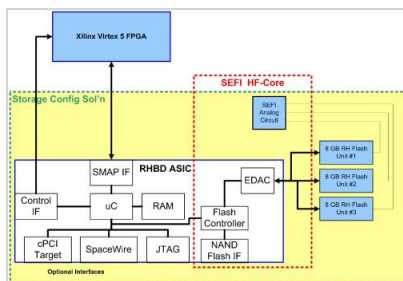 Xilinx Virtex 5 FPGA
SEFI HF-Core
Storage Config Sol'n
SEFI
Analog
Circuit
8 GB RH Flash
Unit #1
8 GB RH Flash
Unit #2
8 GB RH Flash
Unit #3
RHBD ASIC
SMAP IF
EDAC
Control
IF
uC
RAM
Flash
Controller
cPCI
Target
SpaceWire
JTAG
NAND
Flash IF
Optional Interfaces